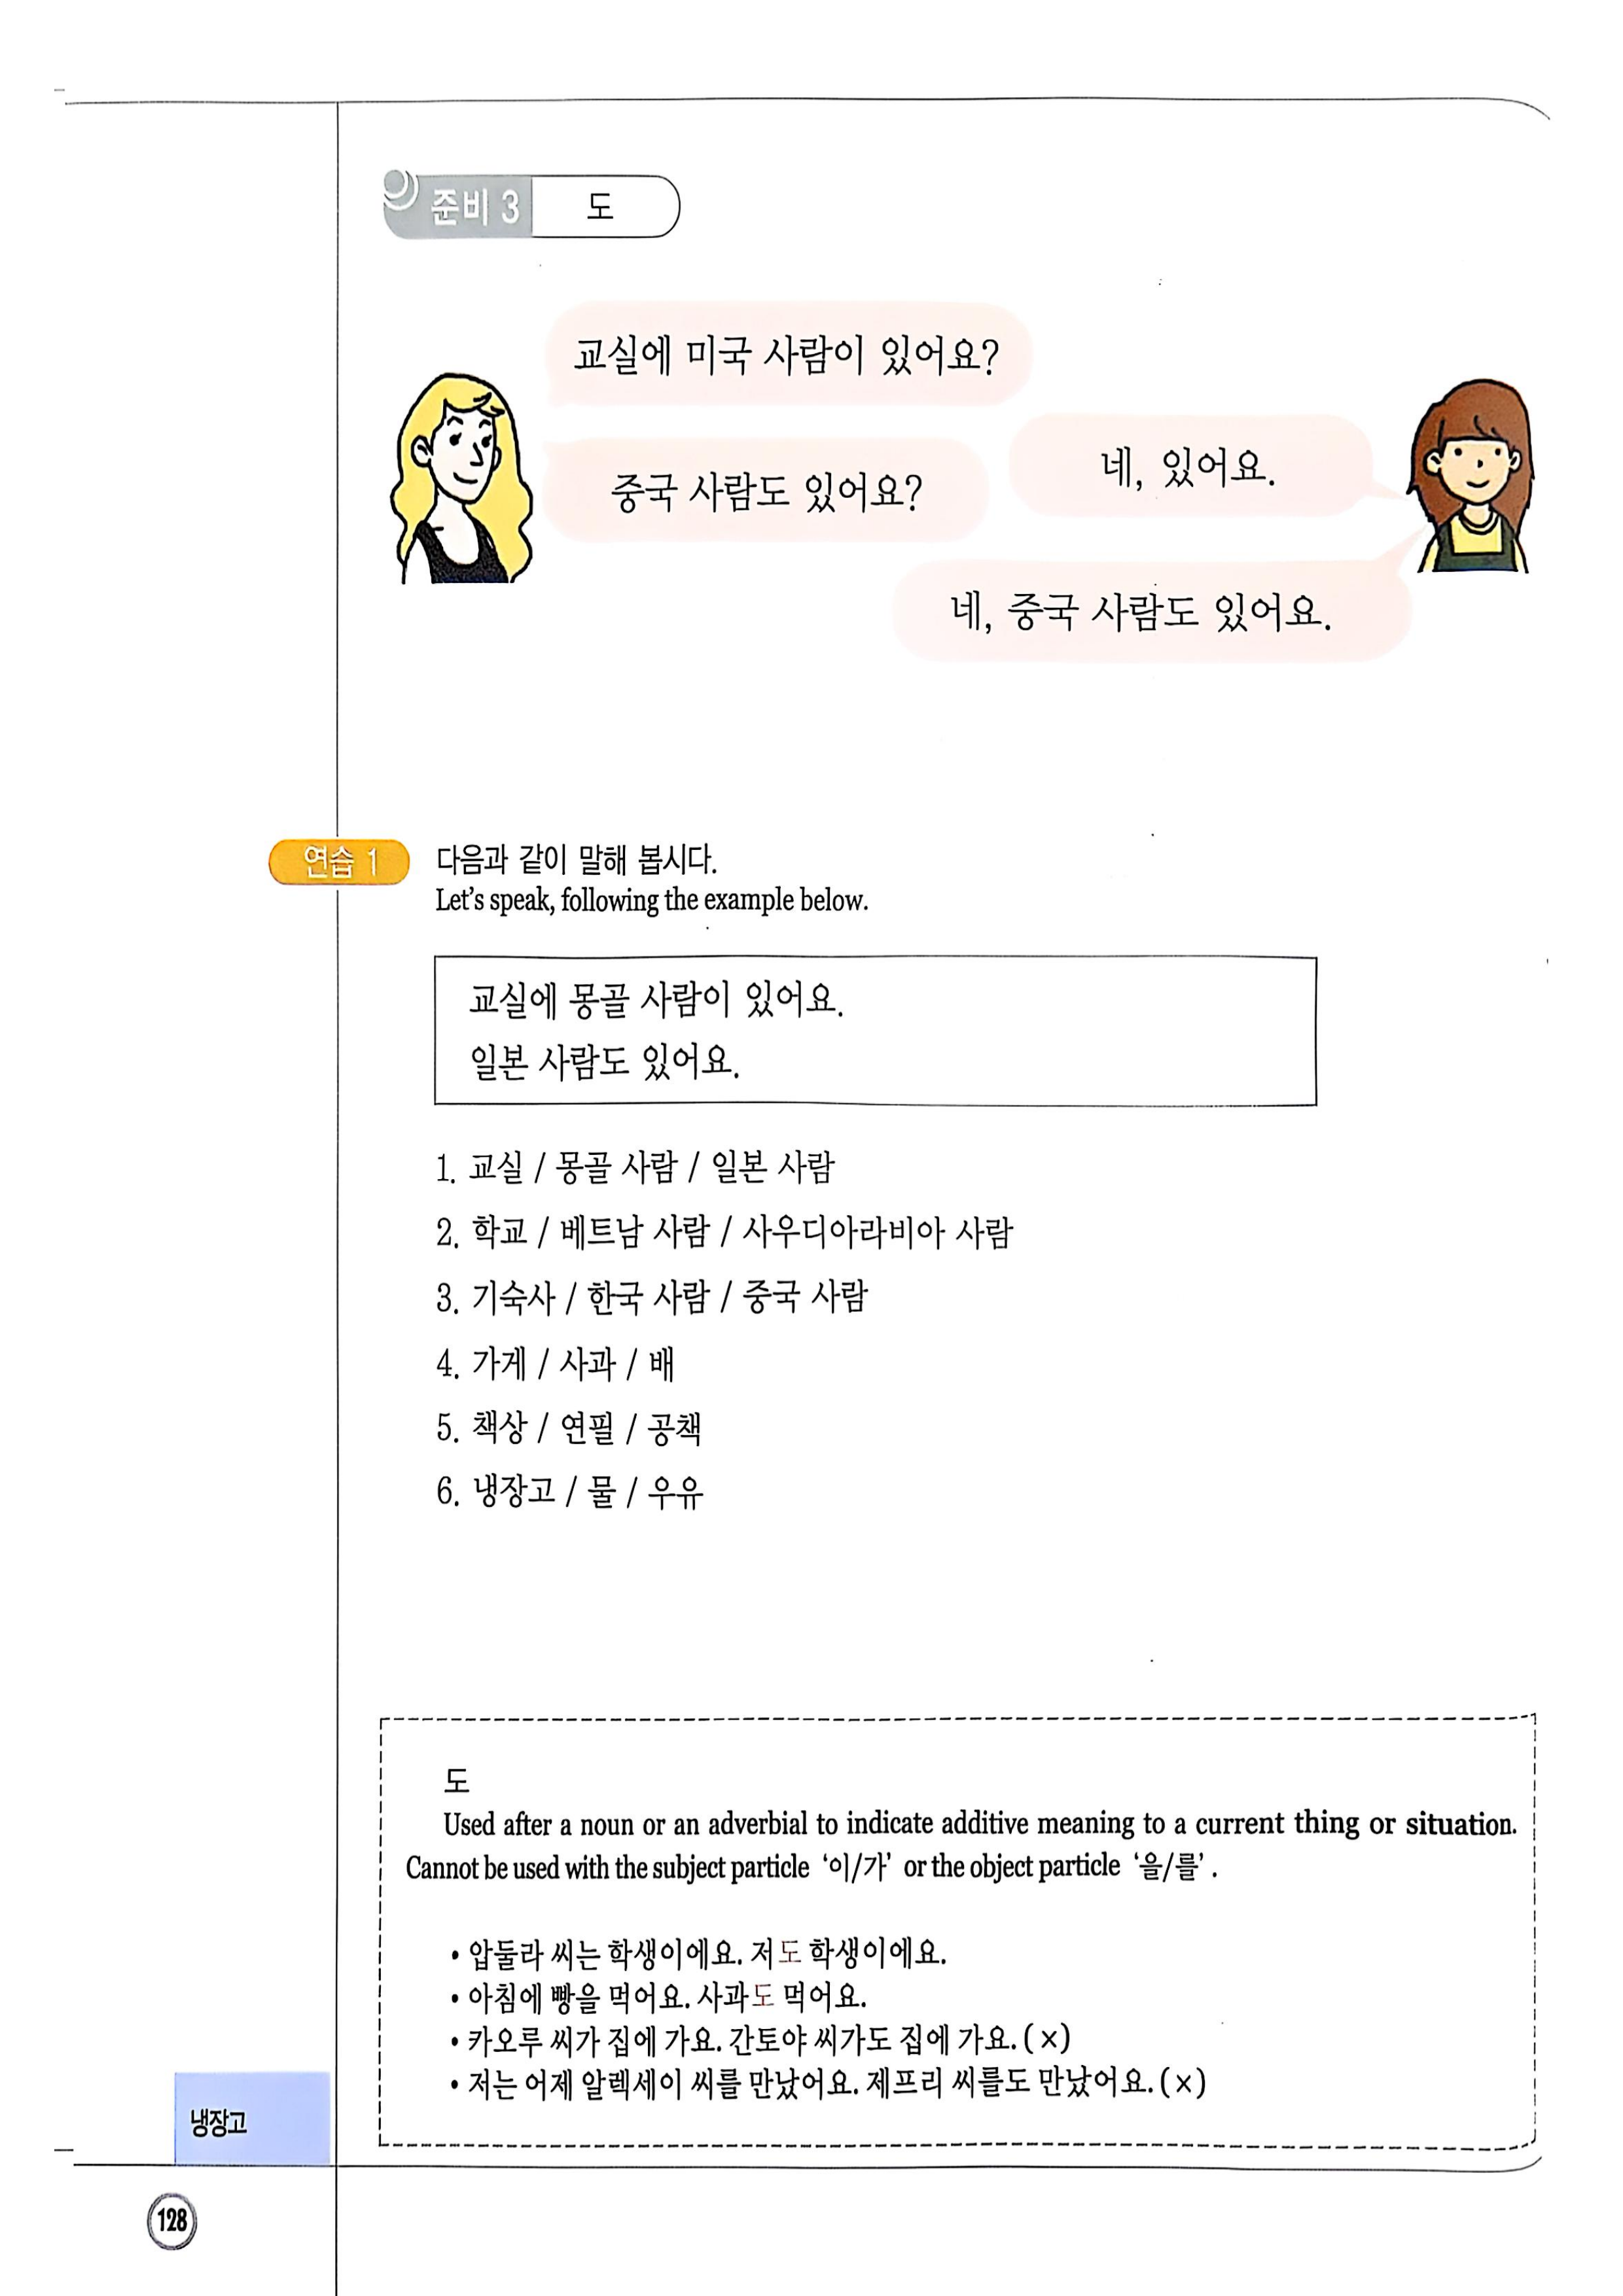 준비 3 도
교실에 미국 사람이 있어요?
네, 있어요.
중국 사람도 있어요?
네, 중국 사람도 있어요.
연습 1 다음과 같이 말해 봅시다.
Let's speak, following the example below.
교실에 몽골 사람이 있어요.
일본 사람도 있어요.
1. 교실 / 몽골 사람 / 일본 사람
2. 학교 / 베트남 사람 / 사우디아라비아 사람
3. 기숙사 / 한국 사람 / 중국 사람
4. 가게 / 사과 / 배
5. 책상 / 연필 / 공책
6. 냉장고 / 물 / 우유
도
Used after a noun or an adverbial to indicate additive meaning to a current thing or situation.
Cannot be used with the subject particle ‘이/가’ or the object particle ‘을/를’.
• 압둘라 씨는 학생이에요. 저도 학생이에요.
• 아침에 빵을 먹어요. 사과도 먹어요.
• 카오루 씨가 집에 가요. 간토야 씨가도 집에 가요. (×)
• 저는 어제 알렉세이 씨를 만났어요. 제프리 씨를도 만났어요. (×)
냉장고
128